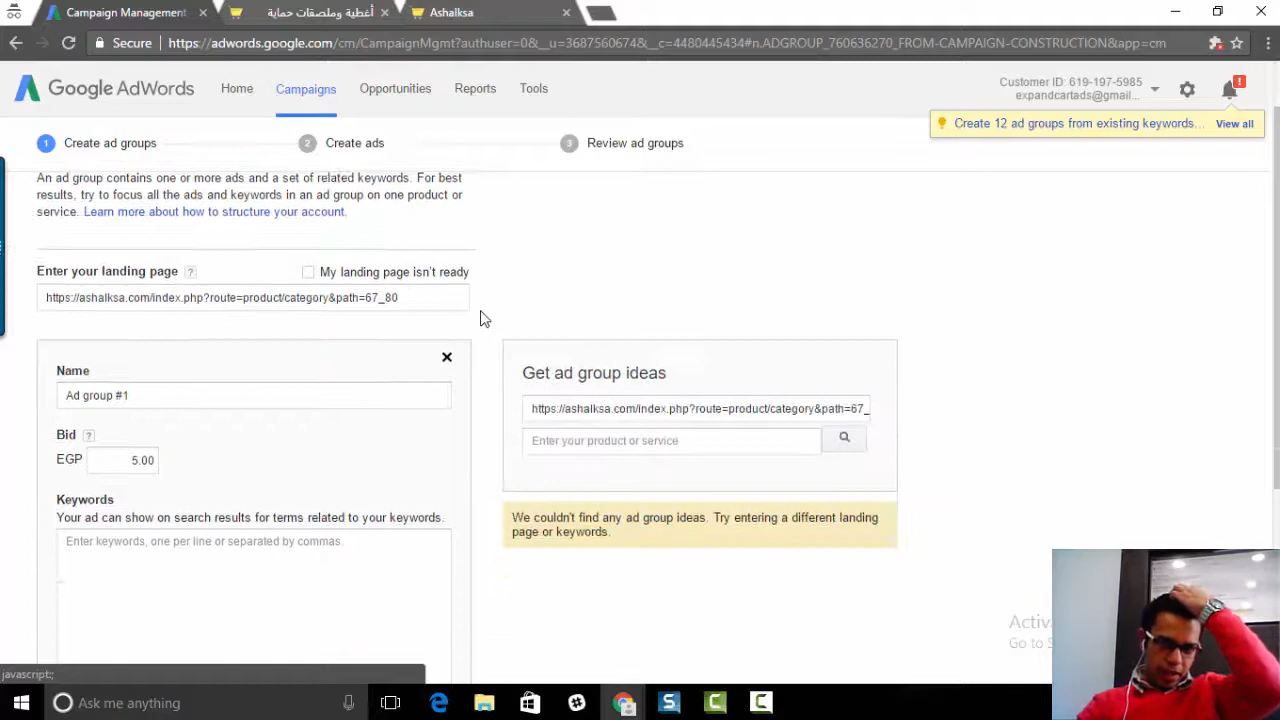 Campaign Management
أغطية وملصقات حماية
Ashalksa
Secure
https://adwords.google.com/cm/CampaignMgmt?authuser=0&__u=3687560674&__c=4480445434#n.ADGROUP_760636270_FROM-CAMPAIGN-CONSTRUCTION&app=cm
Google AdWords
Home
Campaigns
Opportunities
Reports
Tools
Customer ID: 619-197-5985
expandcartads@gmail...
Create 12 ad groups from existing keywords...
View all
1 Create ad groups
2 Create ads
3 Review ad groups
An ad group contains one or more ads and a set of related keywords. For best
results, try to focus all the ads and keywords in an ad group on one product or
service. Learn more about how to structure your account.
Enter your landing page ?
My landing page isn't ready
https://ashalksa.com/index.php?route=product/category&path=67_80
Name
Ad group #1
Bid ?
EGP 5.00
Keywords
Your ad can show on search results for terms related to your keywords.
Enter keywords, one per line or separated by commas.
Get ad group ideas
https://ashalksa.com/index.php?route=product/category&path=67_
Enter your product or service
We couldn't find any ad group ideas. Try entering a different landing
page or keywords.
Go to
javascript:;
Ask me anything